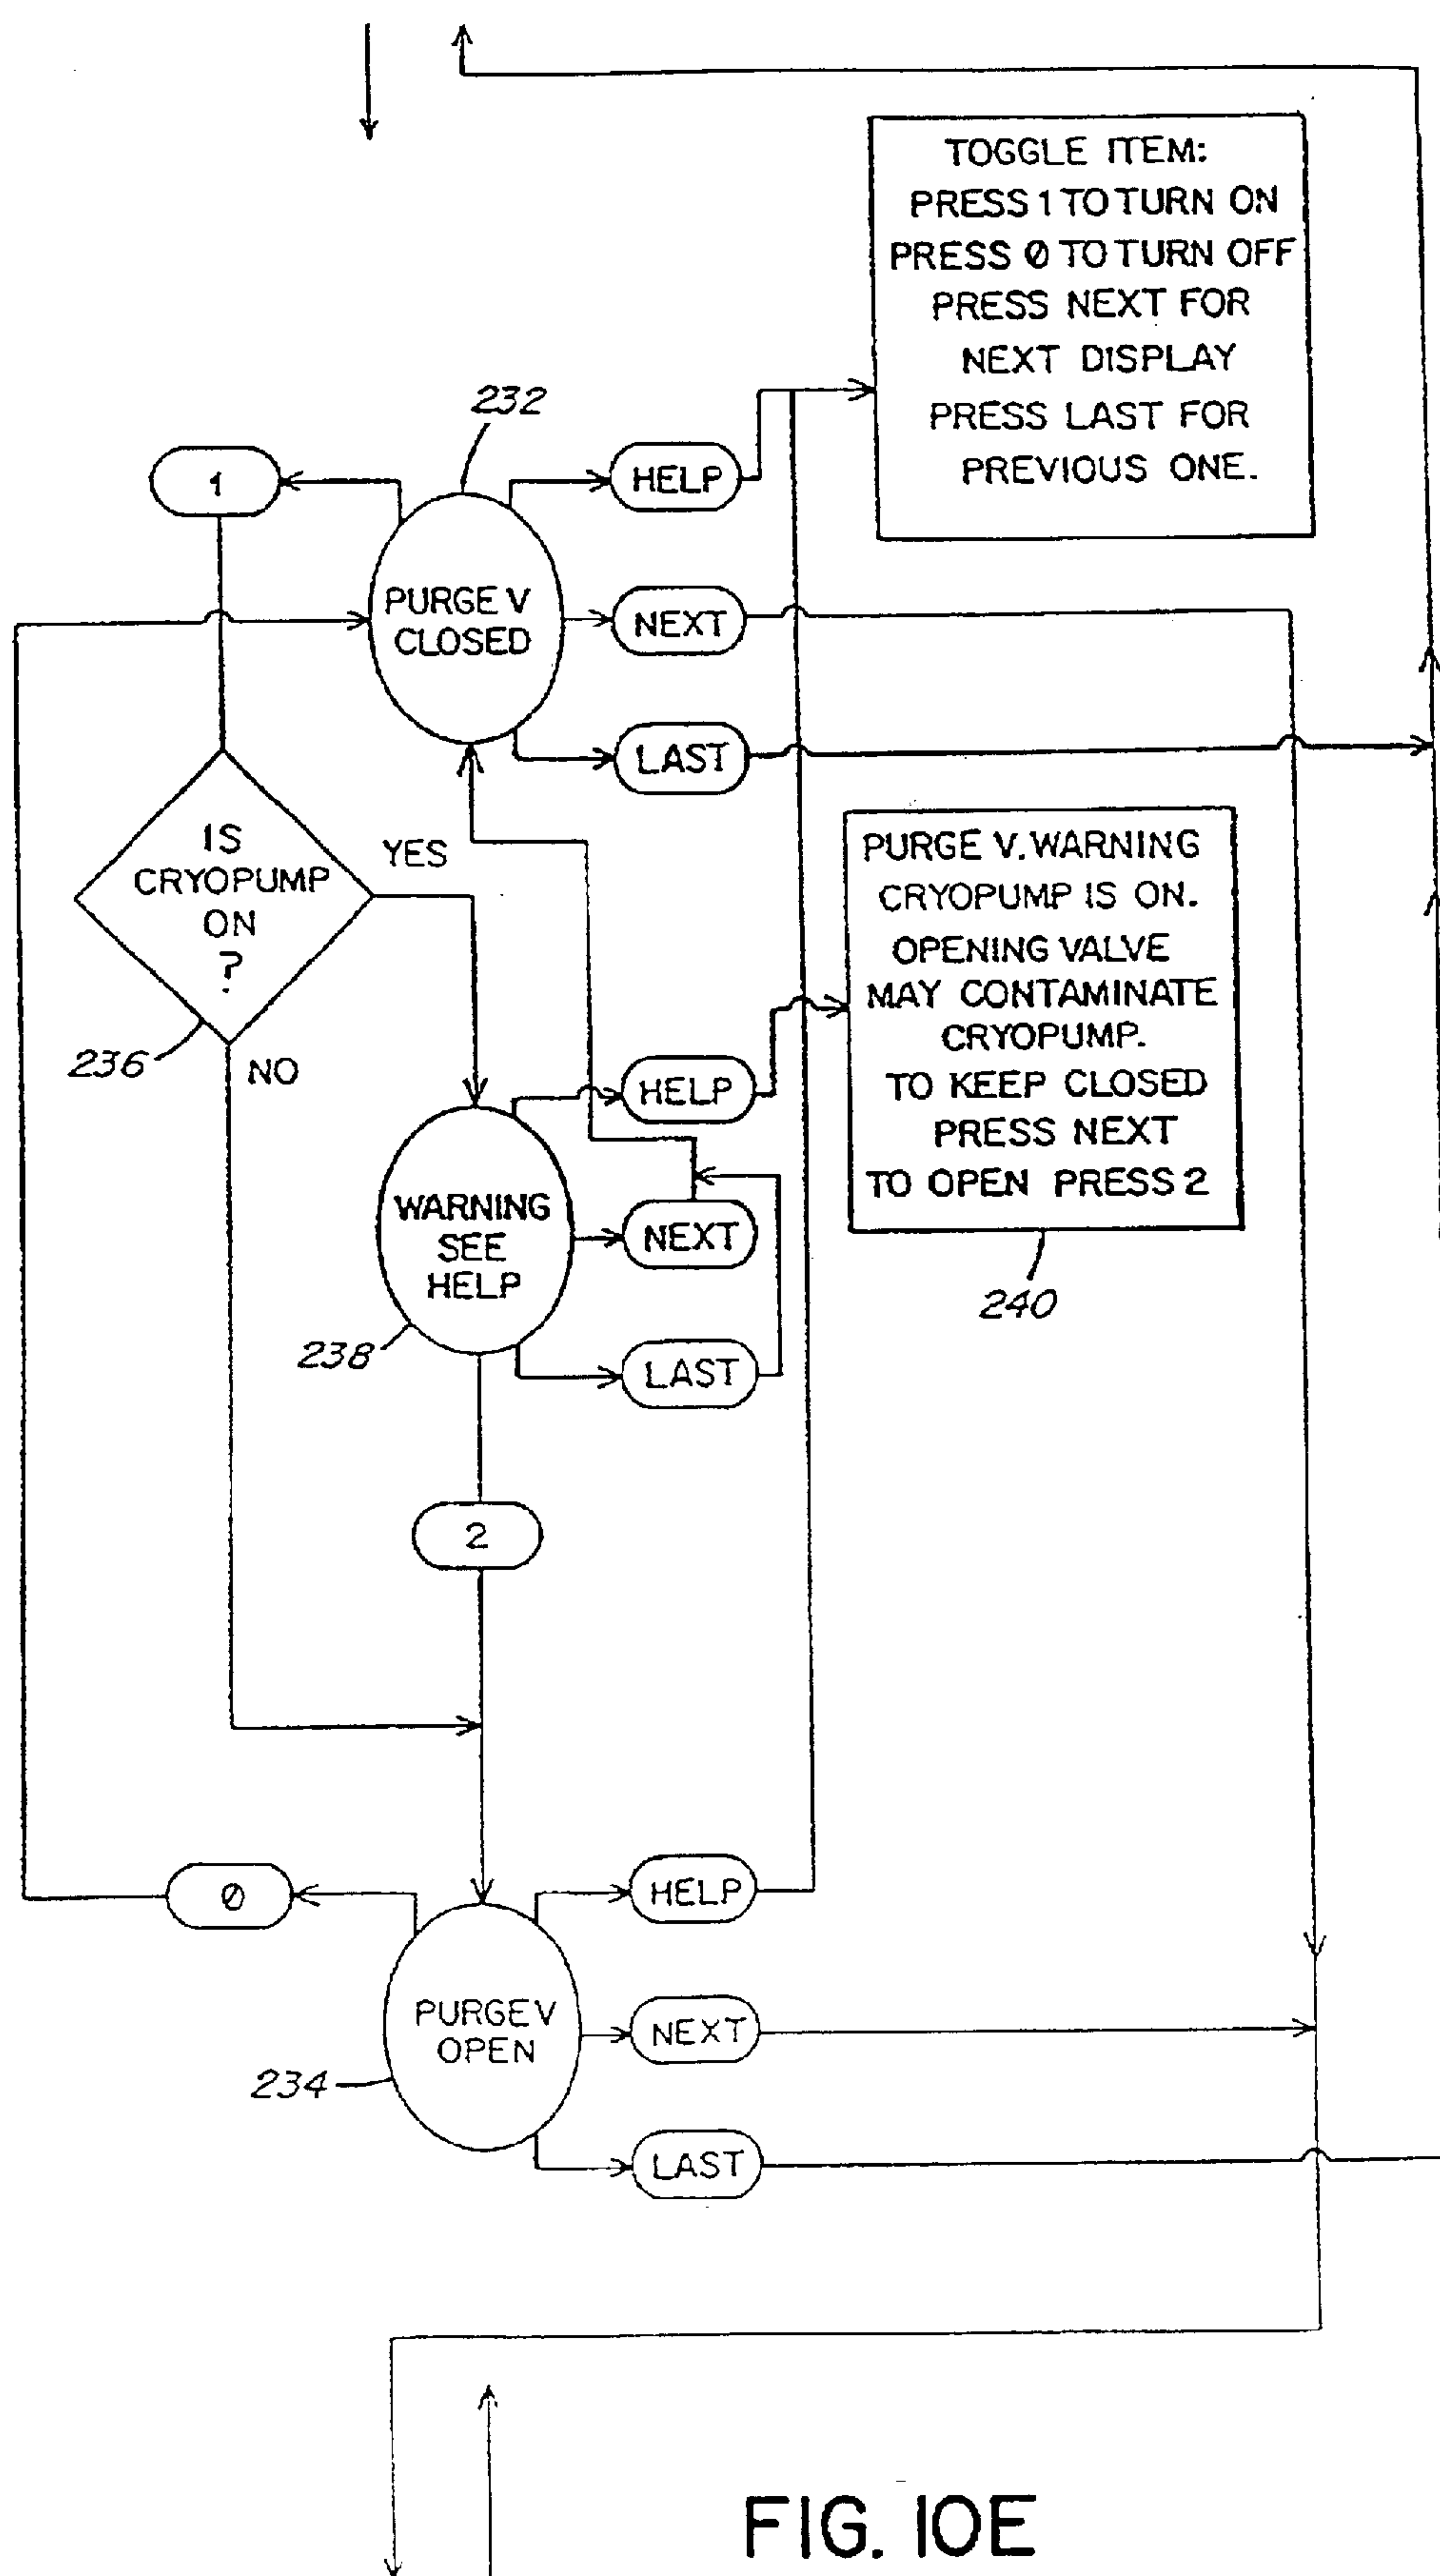 TOGGLE ITEM:
PRESS 1 TO TURN ON
PRESS 0 TO TURN OFF
PRESS NEXT FOR
NEXT DISPLAY
PRESS LAST FOR
PREVIOUS ONE.
232
1
HELP
PURGE V
CLOSED
NEXT
LAST
IS
CRYOPUMP
ON
?
YES
236
NO
PURGE V. WARNING
CRYOPUMP IS ON.
OPENING VALVE
MAY CONTAMINATE
CRYOPUMP.
TO KEEP CLOSED
PRESS NEXT
TO OPEN PRESS 2
240
HELP
WARNING
SEE
HELP
NEXT
238
LAST
2
0
HELP
PURGE V
OPEN
NEXT
234
LAST
FIG. 10E